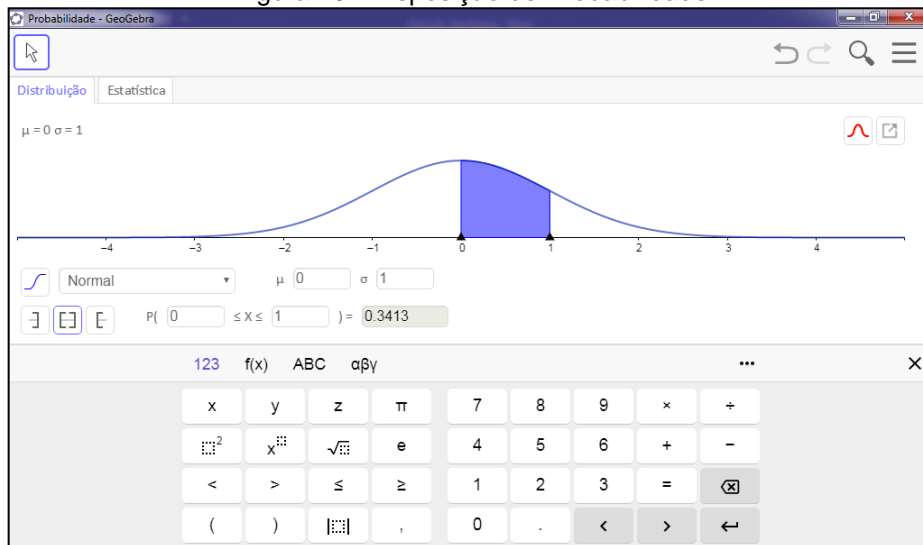 Probabilidade - GeoGebra
Distribuição Estatística
μ = 0 σ = 1
−4 −3 −2 −1 0 1 2 3 4
Normal μ 0 σ 1
P( 0 ≤ X ≤ 1 ) = 0.3413
123 f(x) ABC αβγ ... ×
x y z π 7 8 9 × ÷
□² x□ √□ e 4 5 6 + −
< > ≤ ≥ 1 2 3 =
( ) |□| , 0 . < >